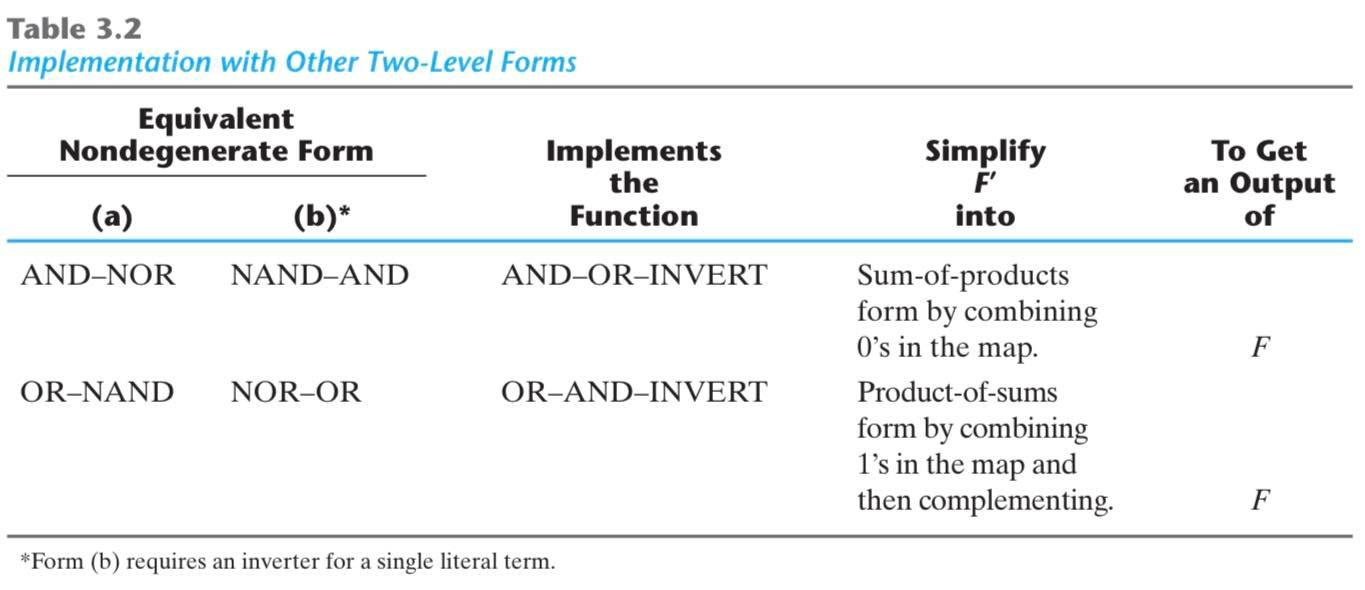 Table 3.2
Implementation with Other Two-Level Forms
Equivalent
Nondegenerate Form
Implements
the
Function
Simplify
F′
into
To Get
an Output
of
(a)
(b)*
AND–NOR NAND–AND AND–OR–INVERT Sum-of-products
form by combining
0's in the map. F
OR–NAND NOR–OR OR–AND–INVERT Product-of-sums
form by combining
1's in the map and
then complementing. F
*Form (b) requires an inverter for a single literal term.